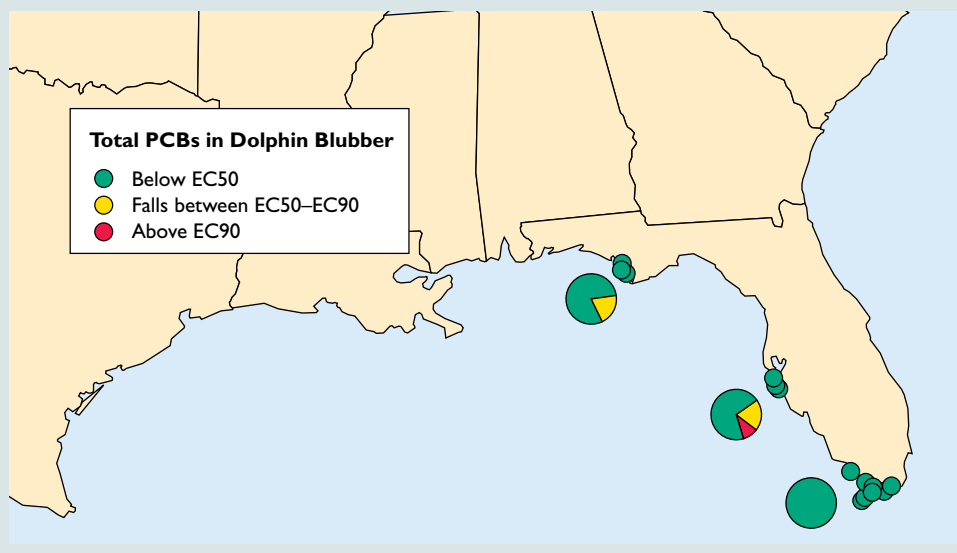 Total PCBs in Dolphin Blubber
Below EC50
Falls between EC50–EC90
Above EC90